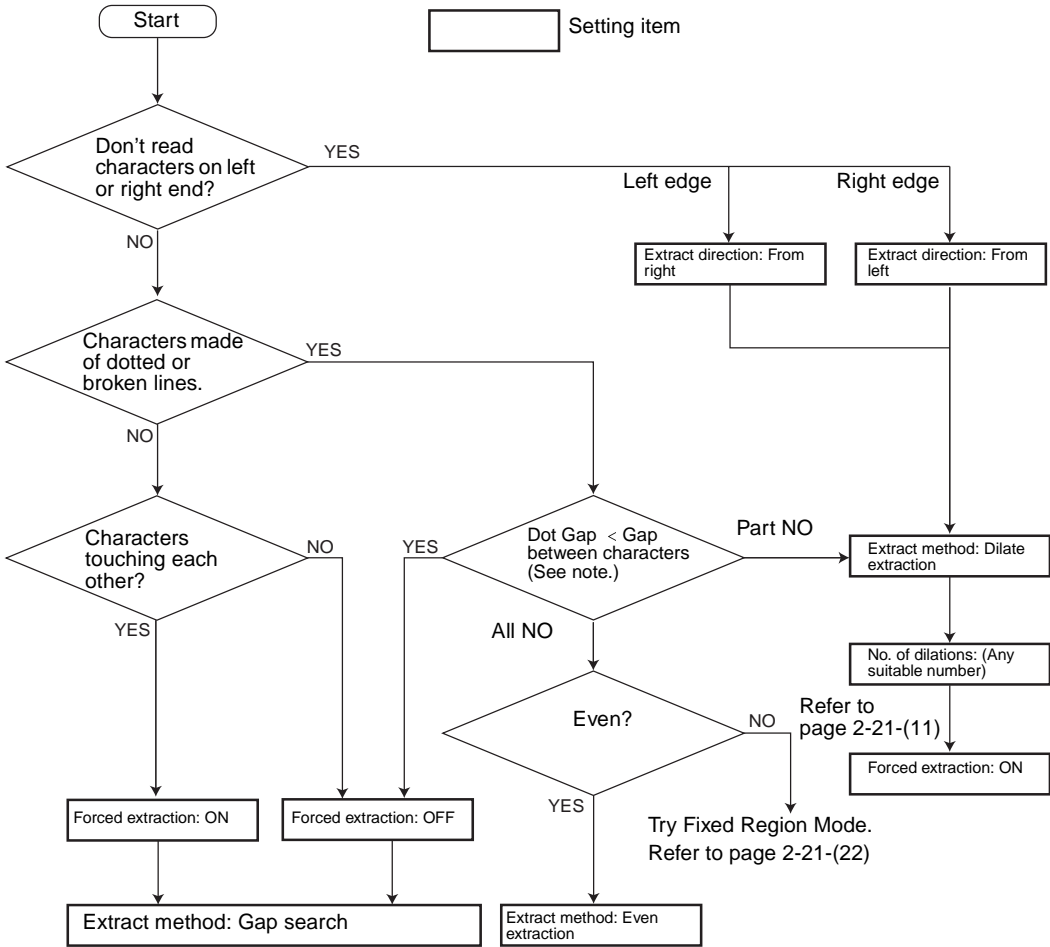 Start
Setting item
Don't read
characters on left
or right end?
YES
Left edge
Right edge
NO
Extract direction: From
right
Extract direction: From
left
Characters made
of dotted or
broken lines.
YES
NO
Characters
touching each
other?
NO
YES
YES
Dot Gap < Gap
between characters
(See note.)
Part NO
All NO
Extract method: Dilate
extraction
No. of dilations: (Any
suitable number)
Refer to
page 2-21-(11)
Forced extraction: ON
Even?
NO
YES
Try Fixed Region Mode.
Refer to page 2-21-(22)
Forced extraction: ON
Forced extraction: OFF
Extract method: Gap search
Extract method: Even
extraction